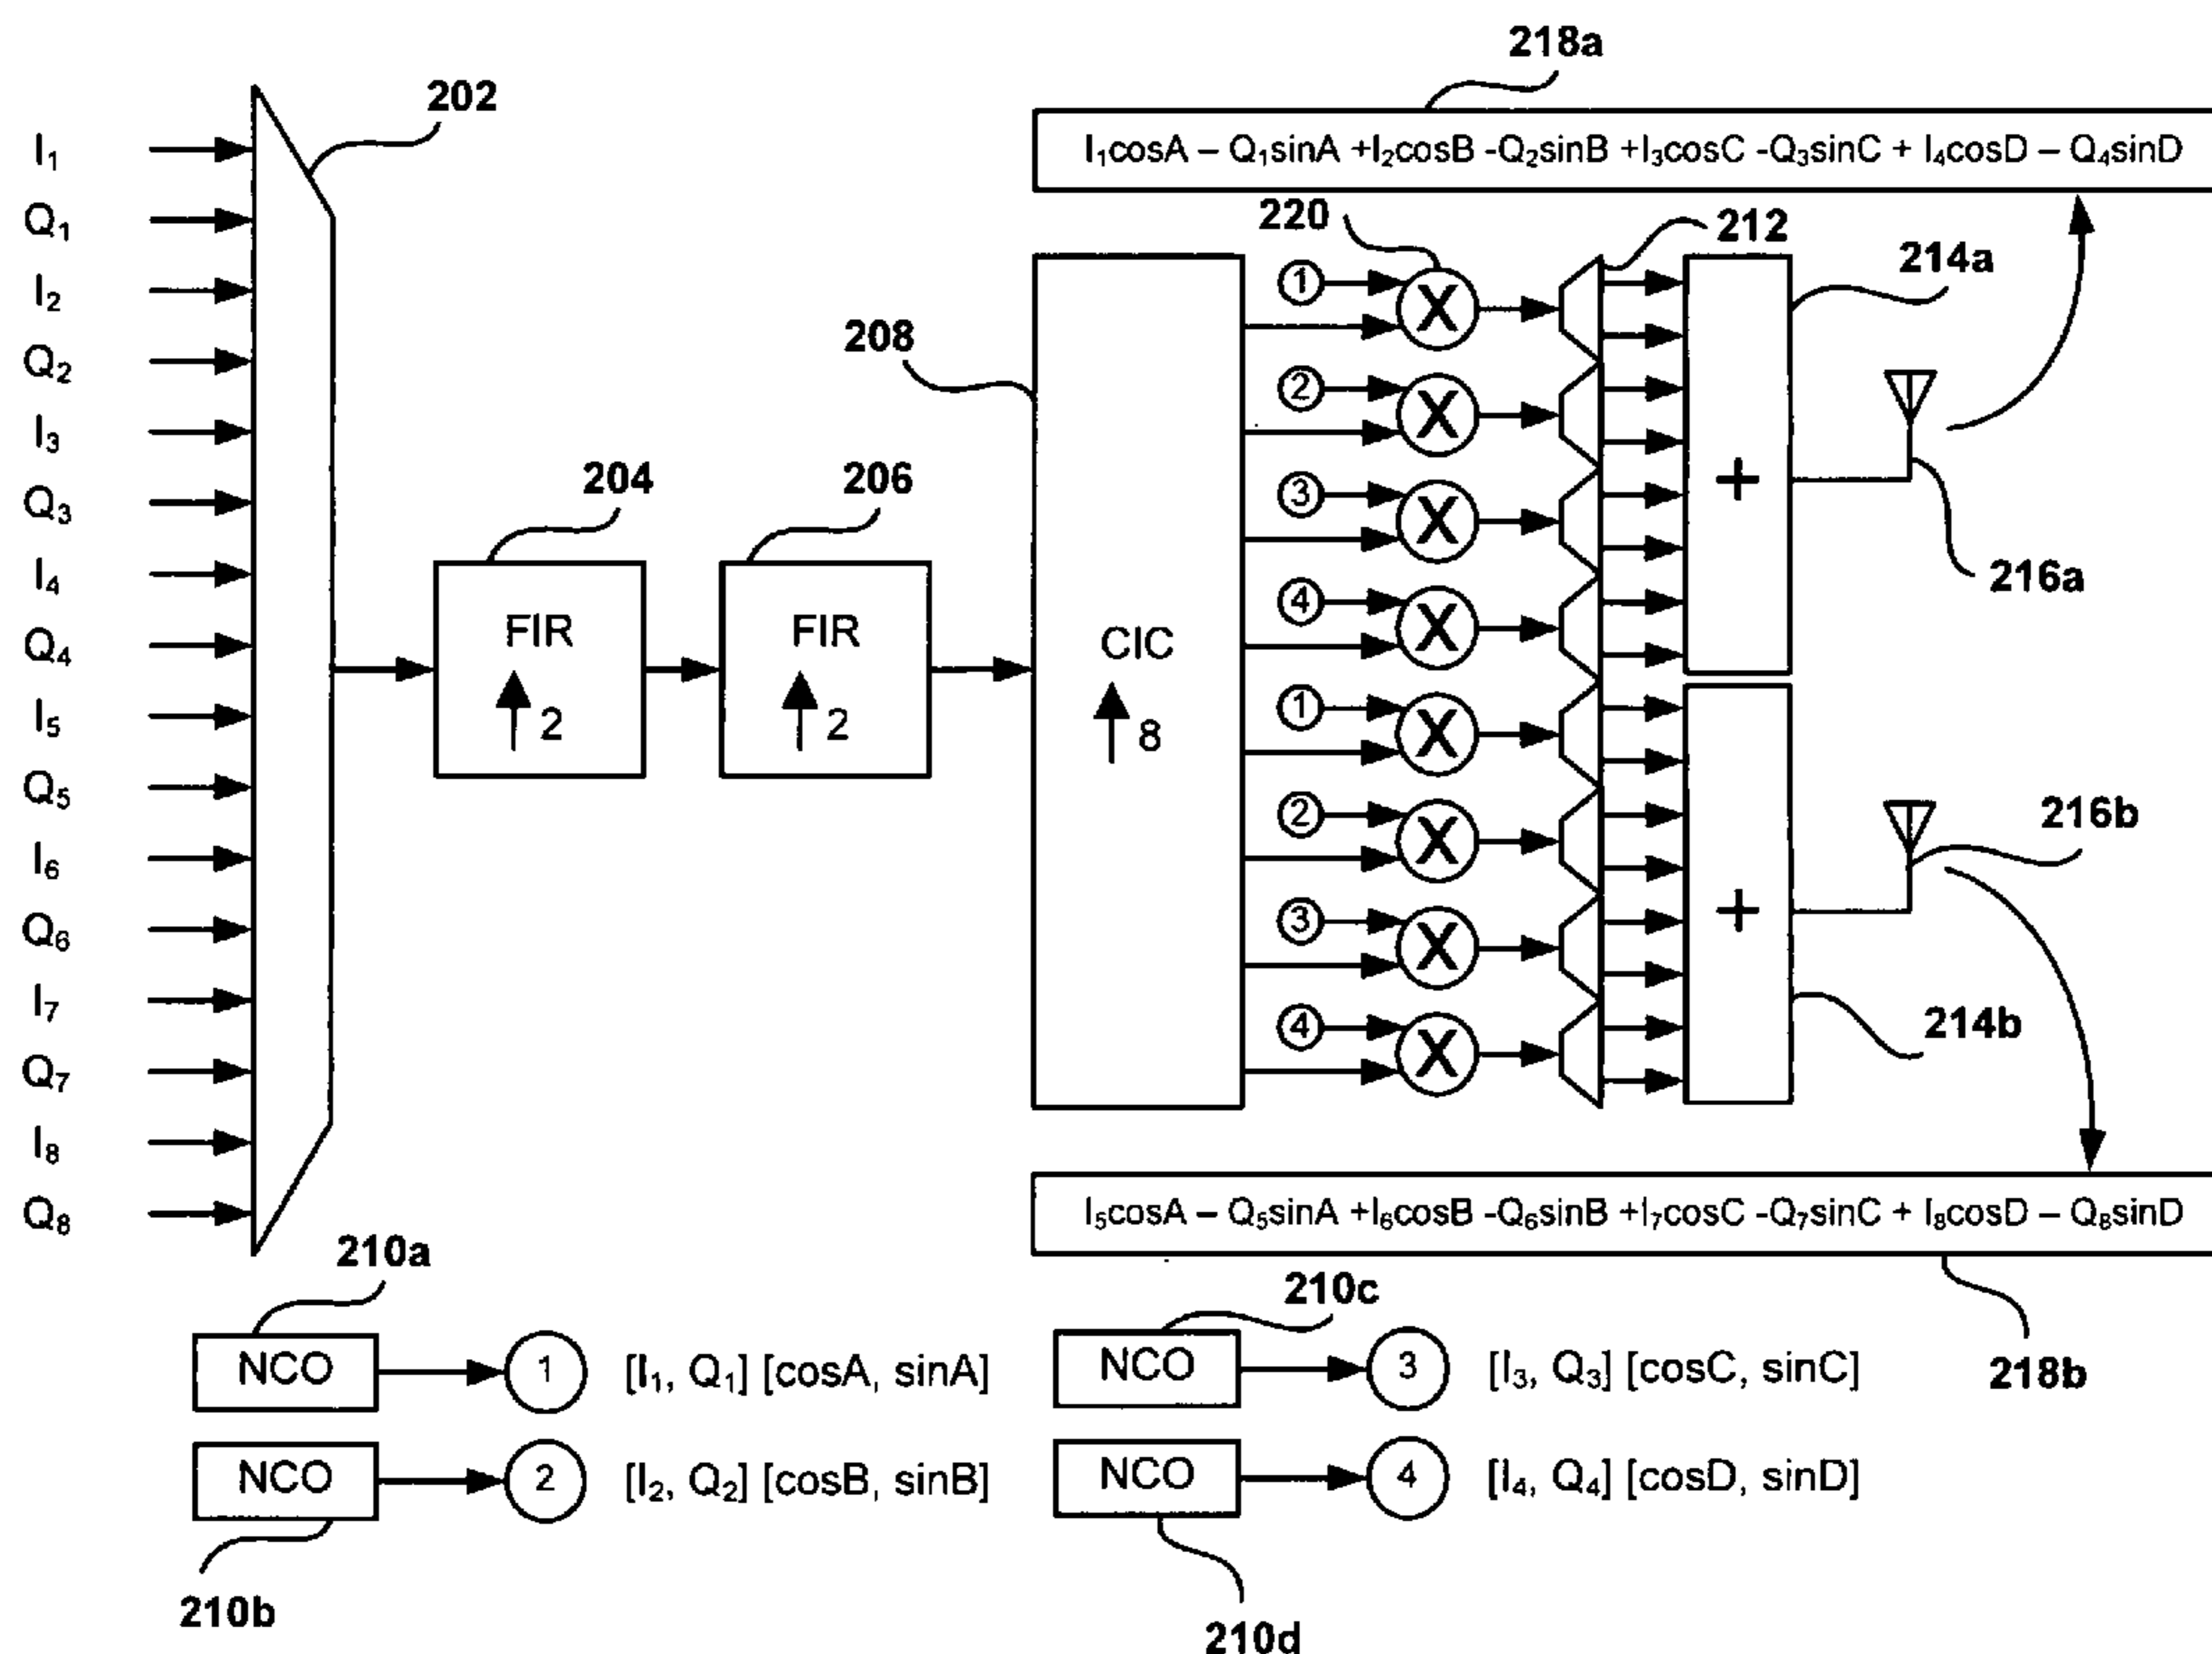 218a
202
I₁cosA – Q₁sinA +I₂cosB -Q₂sinB +I₃cosC -Q₃sinC + I₄cosD – Q₄sinD
I₁
Q₁
I₂
Q₂
I₃
Q₃
I₄
Q₄
I₅
Q₅
I₆
Q₆
I₇
Q₇
I₈
Q₈
204
FIR
2
206
FIR
2
208
CIC
8
220
212
1
X
2
X
3
X
4
X
1
X
2
X
3
X
4
X
214a
+
216a
216b
+
214b
I₅cosA – Q₅sinA +I₆cosB -Q₆sinB +I₇cosC -Q₇sinC + I₈cosD – Q₈sinD
218b
210a
NCO
1
[I₁, Q₁] [cosA, sinA]
NCO
2
[I₂, Q₂] [cosB, sinB]
210b
210c
NCO
3
[I₃, Q₃] [cosC, sinC]
NCO
4
[I₄, Q₄] [cosD, sinD]
210d